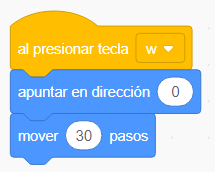 al presionar tecla w
apuntar en dirección 0
mover 30 pasos